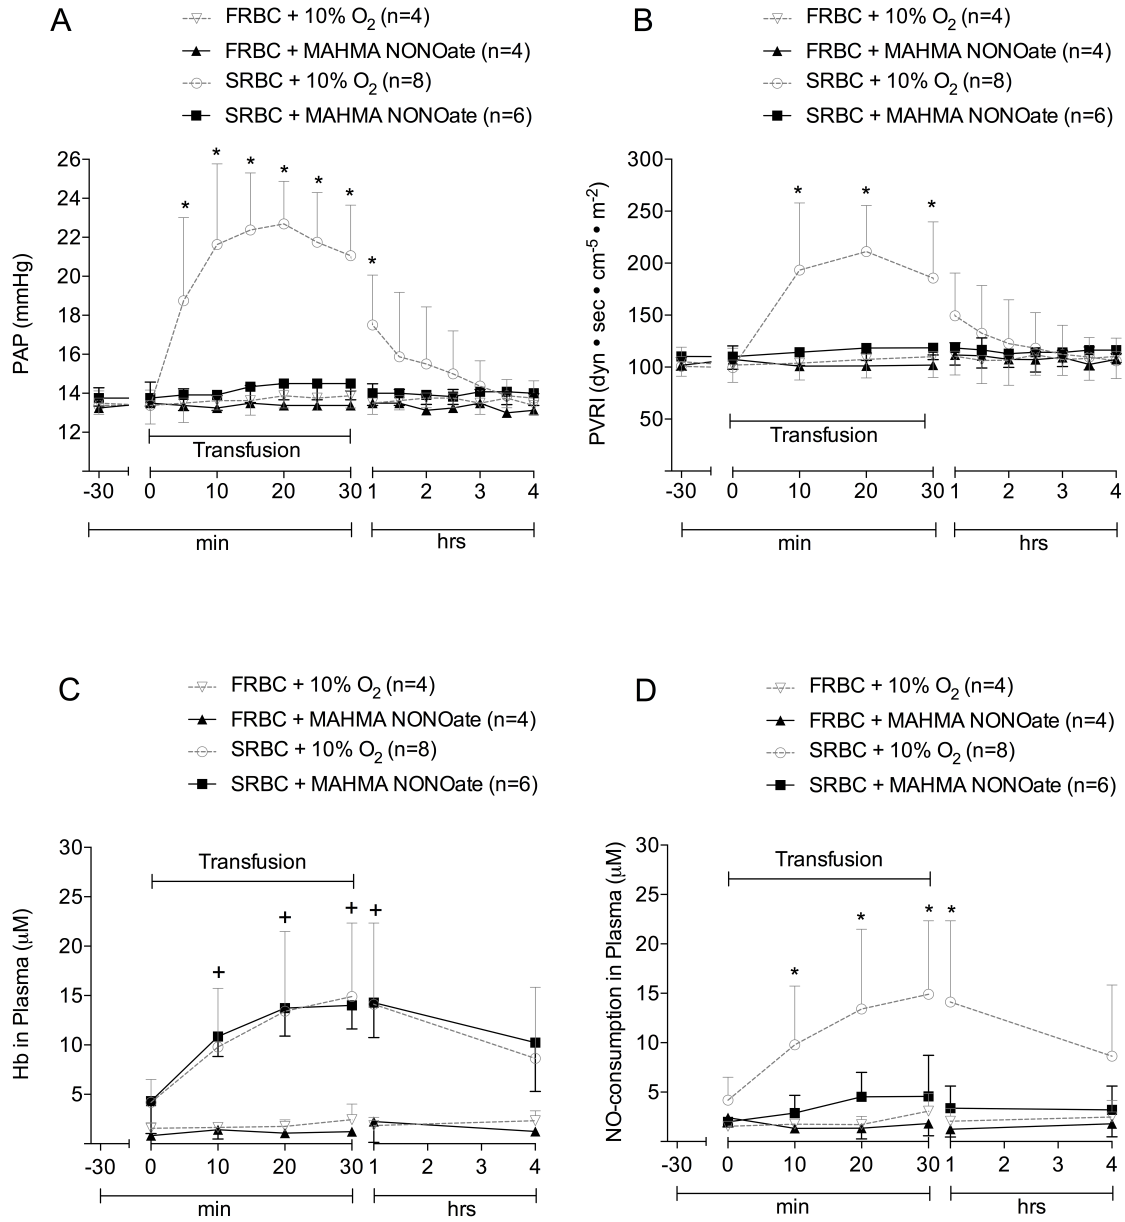 A
FRBC + 10% O2 (n=4)
FRBC + MAHMA NONOate (n=4)
SRBC + 10% O2 (n=8)
SRBC + MAHMA NONOate (n=6)
PAP (mmHg)
26
24
22
20
18
16
14
12
* * * * * * *
Transfusion
-30 0 10 20 30 1 2 3 4
min hrs
B
FRBC + 10% O2 (n=4)
FRBC + MAHMA NONOate (n=4)
SRBC + 10% O2 (n=8)
SRBC + MAHMA NONOate (n=6)
PVRI (dyn • sec • cm-5 • m-2)
300
250
200
150
100
50
* * *
Transfusion
-30 0 10 20 30 1 2 3 4
min hrs
C
FRBC + 10% O2 (n=4)
FRBC + MAHMA NONOate (n=4)
SRBC + 10% O2 (n=8)
SRBC + MAHMA NONOate (n=6)
Hb in Plasma (μM)
30
25
20
15
10
5
Transfusion
+ + + +
-30 0 10 20 30 1 2 3 4
min hrs
D
FRBC + 10% O2 (n=4)
FRBC + MAHMA NONOate (n=4)
SRBC + 10% O2 (n=8)
SRBC + MAHMA NONOate (n=6)
NO-consumption in Plasma (μM)
30
25
20
15
10
5
Transfusion
* * * *
-30 0 10 20 30 1 2 3 4
min hrs